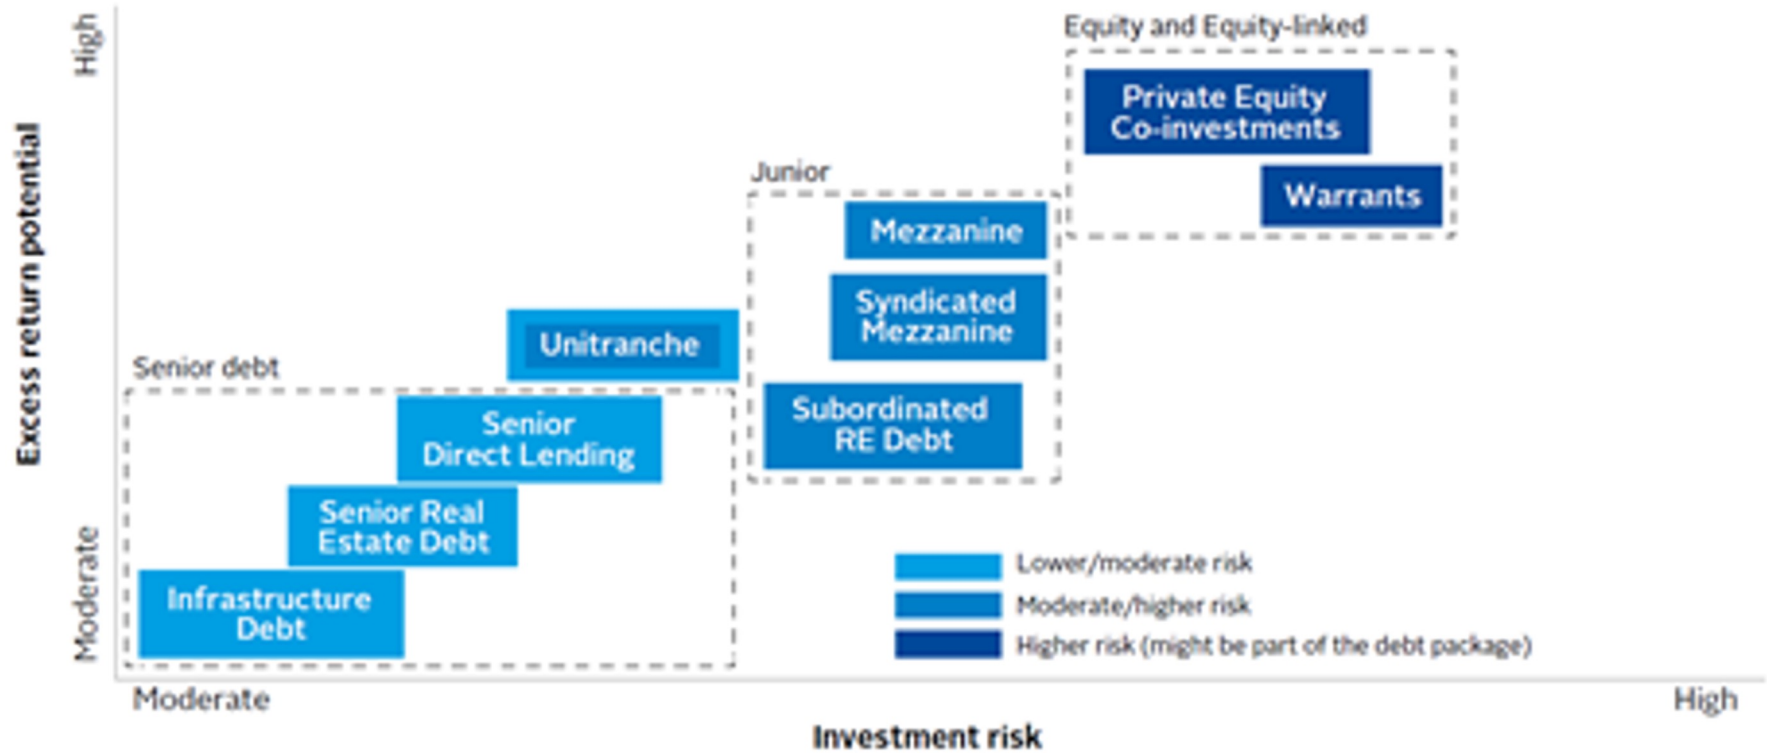 High
Excess return potential
Moderate
Equity and Equity-linked
Private Equity
Co-investments
Warrants
Junior
Mezzanine
Syndicated
Mezzanine
Subordinated
RE Debt
Unitranche
Senior debt
Senior
Direct Lending
Senior Real
Estate Debt
Infrastructure
Debt
Lower/moderate risk
Moderate/higher risk
Higher risk (might be part of the debt package)
Moderate
High
Investment risk